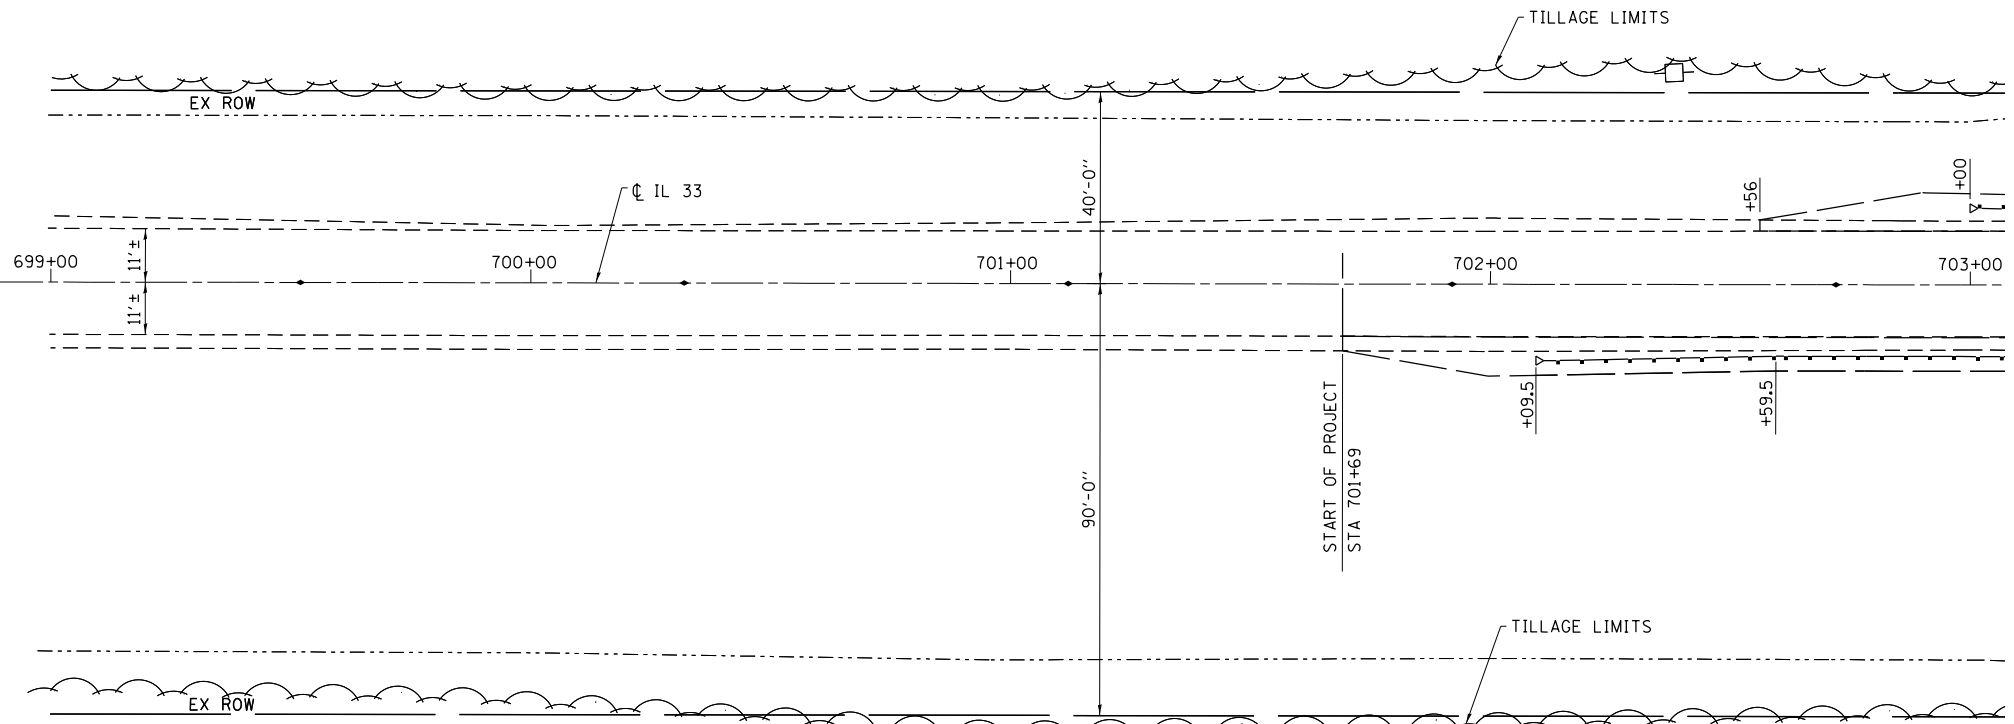 TILLAGE LIMITS
EX ROW
40'-0"
+56
+00
℄ IL 33
11'±
699+00
700+00
701+00
702+00
703+00
11'±
+09.5
+59.5
START OF PROJECT
STA 701+69
90'-0"
TILLAGE LIMITS
EX ROW